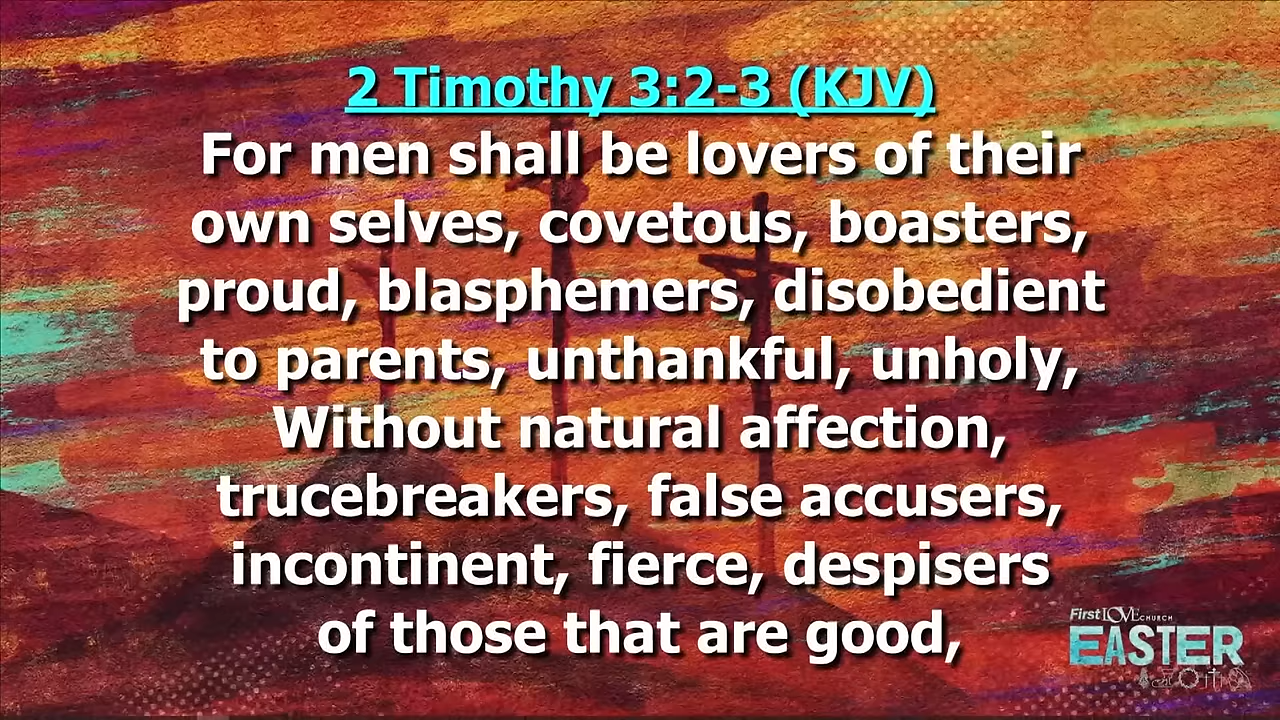 2 Timothy 3:2-3 (KJV)
For men shall be lovers of their
own selves, covetous, boasters,
proud, blasphemers, disobedient
to parents, unthankful, unholy,
Without natural affection,
trucebreakers, false accusers,
incontinent, fierce, despisers
of those that are good,
First LOVE CHURCH
EASTER